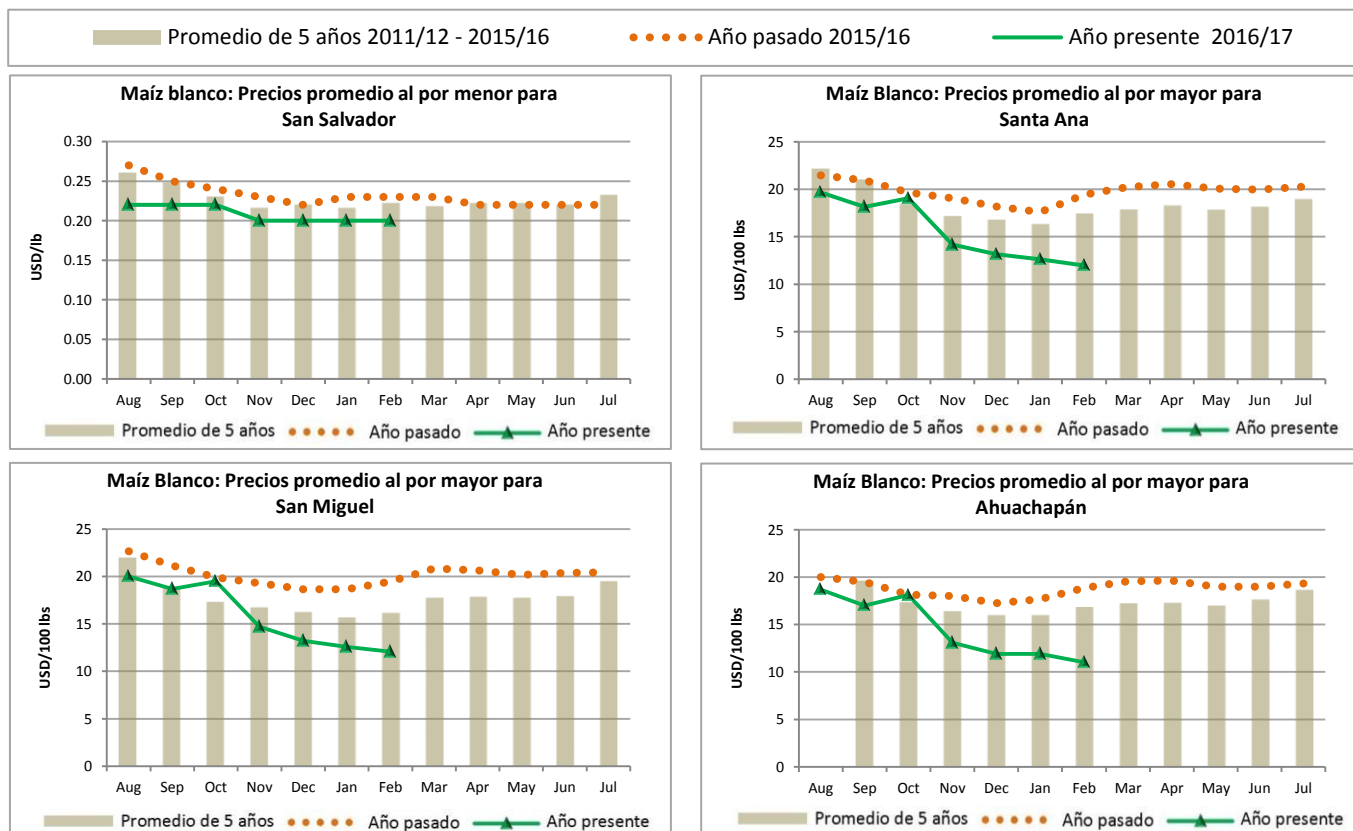 Promedio de 5 años 2011/12 - 2015/16 Año pasado 2015/16 Año presente 2016/17
Maíz blanco: Precios promedio al por menor para
San Salvador
USD/lb
0.30
0.25
0.20
0.15
0.10
0.05
0.00
Aug Sep Oct Nov Dec Jan Feb Mar Apr May Jun Jul
Promedio de 5 años Año pasado Año presente
Maíz Blanco: Precios promedio al por mayor para
Santa Ana
USD/100 lbs
25
20
15
10
5
0
Aug Sep Oct Nov Dec Jan Feb Mar Apr May Jun Jul
Promedio de 5 años Año pasado Año presente
Maíz Blanco: Precios promedio al por mayor para
San Miguel
USD/100 lbs
25
20
15
10
5
0
Aug Sep Oct Nov Dec Jan Feb Mar Apr May Jun Jul
Promedio de 5 años Año pasado Año presente
Maíz Blanco: Precios promedio al por mayor para
Ahuachapán
USD/100 lbs
25
20
15
10
5
0
Aug Sep Oct Nov Dec Jan Feb Mar Apr May Jun Jul
Promedio de 5 años Año pasado Año presente